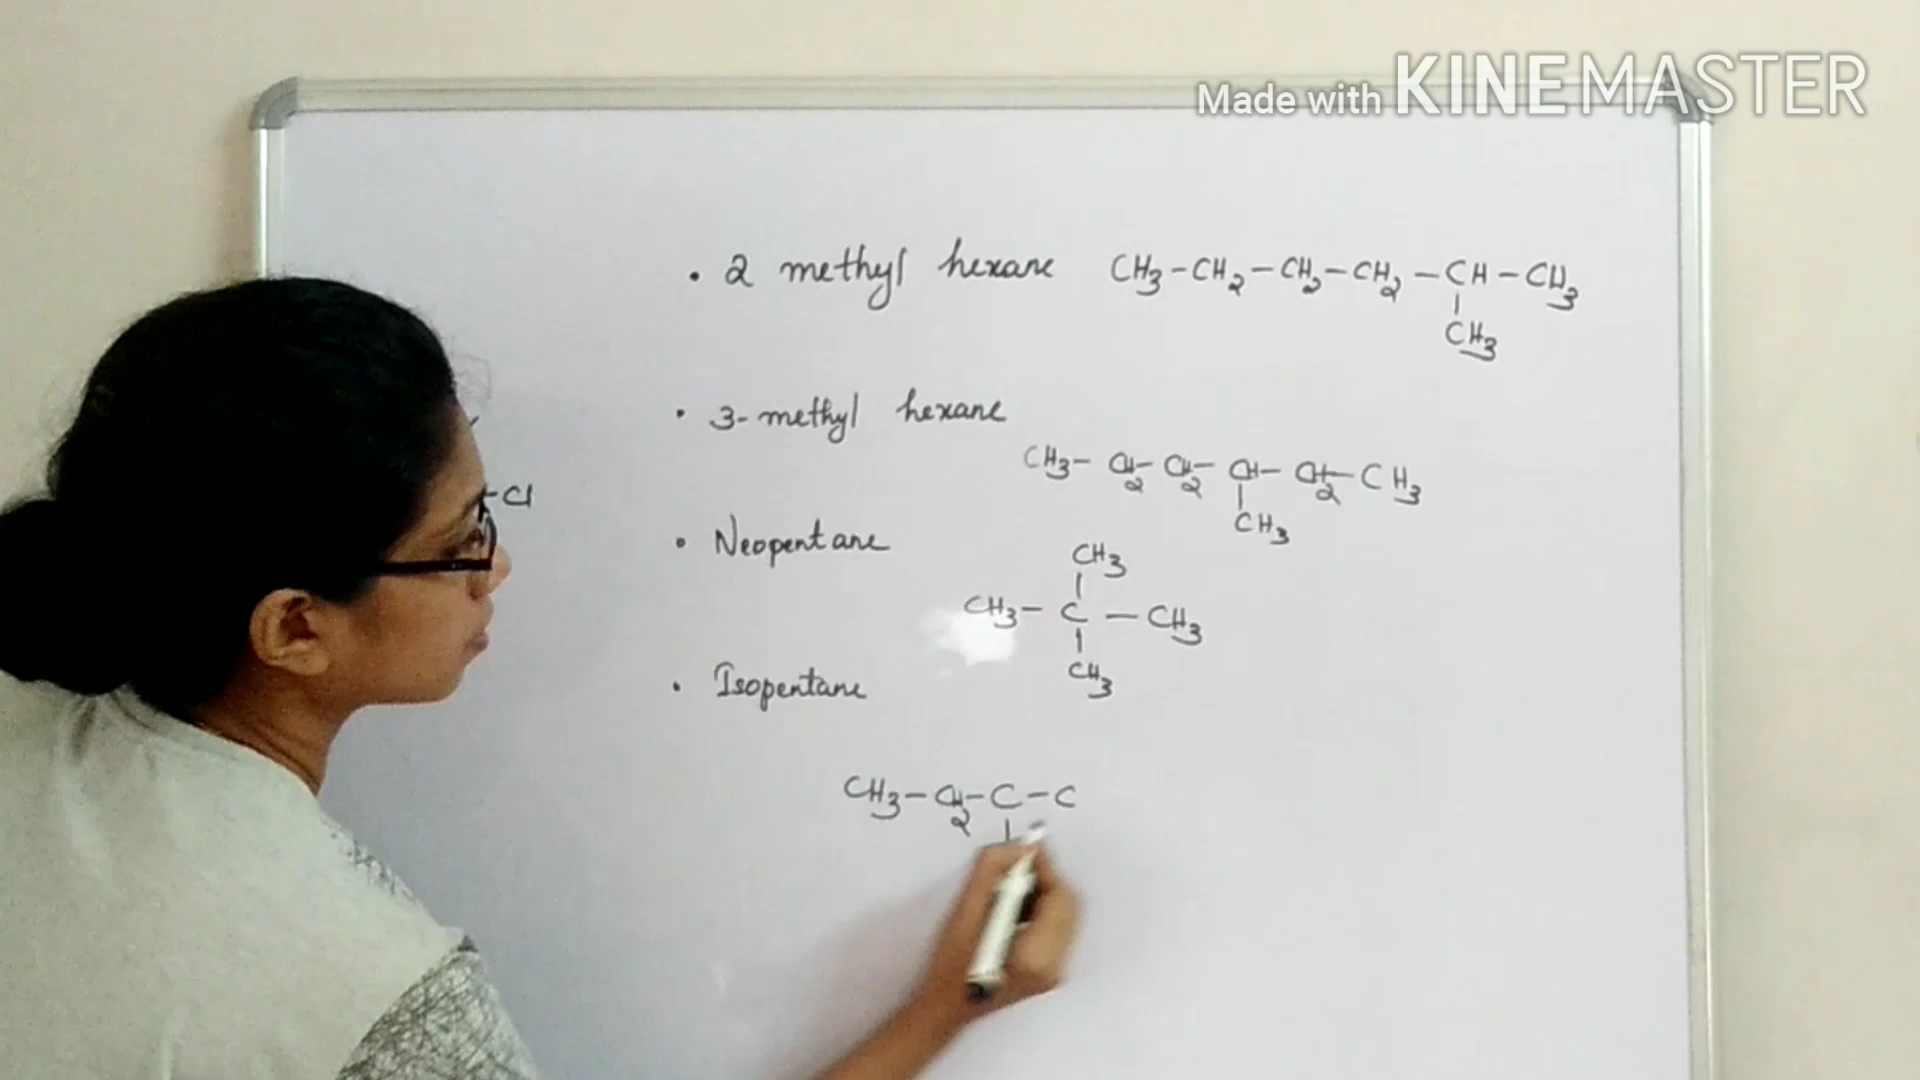 Made with KINEMASTER
• 2 methyl hexane CH3-CH2-CH2-CH2-CH-CH3
CH3
• 3-methyl hexane
CH3-CH2-CH2-CH-CH2-CH3
CH3
-Cl
• Neopentane
CH3
CH3-C-CH3
CH3
• Isopentane
CH3-CH2-C-C